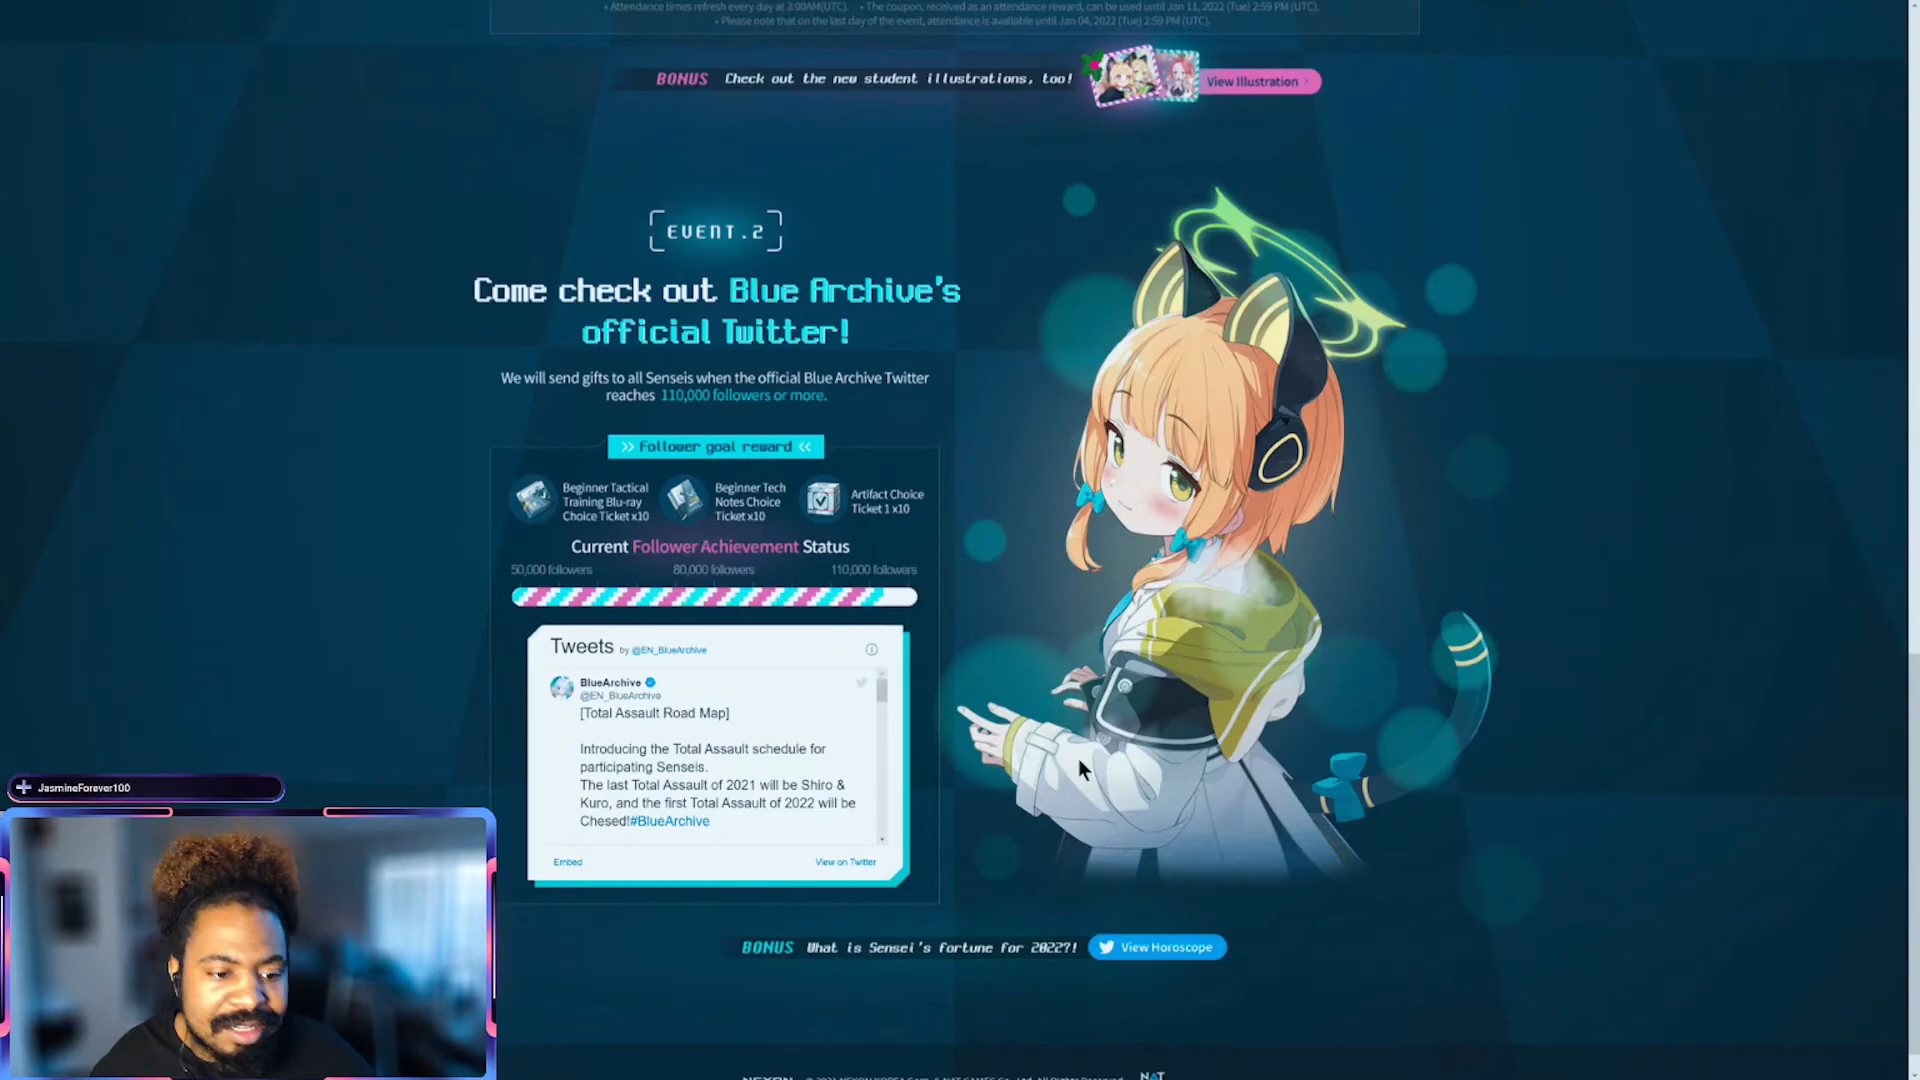 • Attendance times refresh every day at 3:00AM(UTC). • The coupon, received as an attendance reward, can be used until Jan 11, 2022 (Tue) 2:59 PM (UTC).
• Please note that on the last day of the event, attendance is available until Jan 04, 2022 (Tue) 2:59 PM (UTC).
BONUS Check out the new student illustrations, too! View Illustration >
EVENT.2
Come check out Blue Archive's
official Twitter!
We will send gifts to all Senseis when the official Blue Archive Twitter
reaches 110,000 followers or more.
>> Follower goal reward <<
Beginner Tactical
Training Blu-ray
Choice Ticket x10
Beginner Tech
Notes Choice
Ticket x10
Artifact Choice
Ticket 1 x10
Current Follower Achievement Status
50,000 followers 80,000 followers 110,000 followers
Tweets by @EN_BlueArchive
BlueArchive
@EN_BlueArchive
[Total Assault Road Map]
Introducing the Total Assault schedule for
participating Senseis.
The last Total Assault of 2021 will be Shiro &
Kuro, and the first Total Assault of 2022 will be
Chesed!#BlueArchive
Embed View on Twitter
JasmineForever100
BONUS What is Sensei's fortune for 2022?! View Horoscope